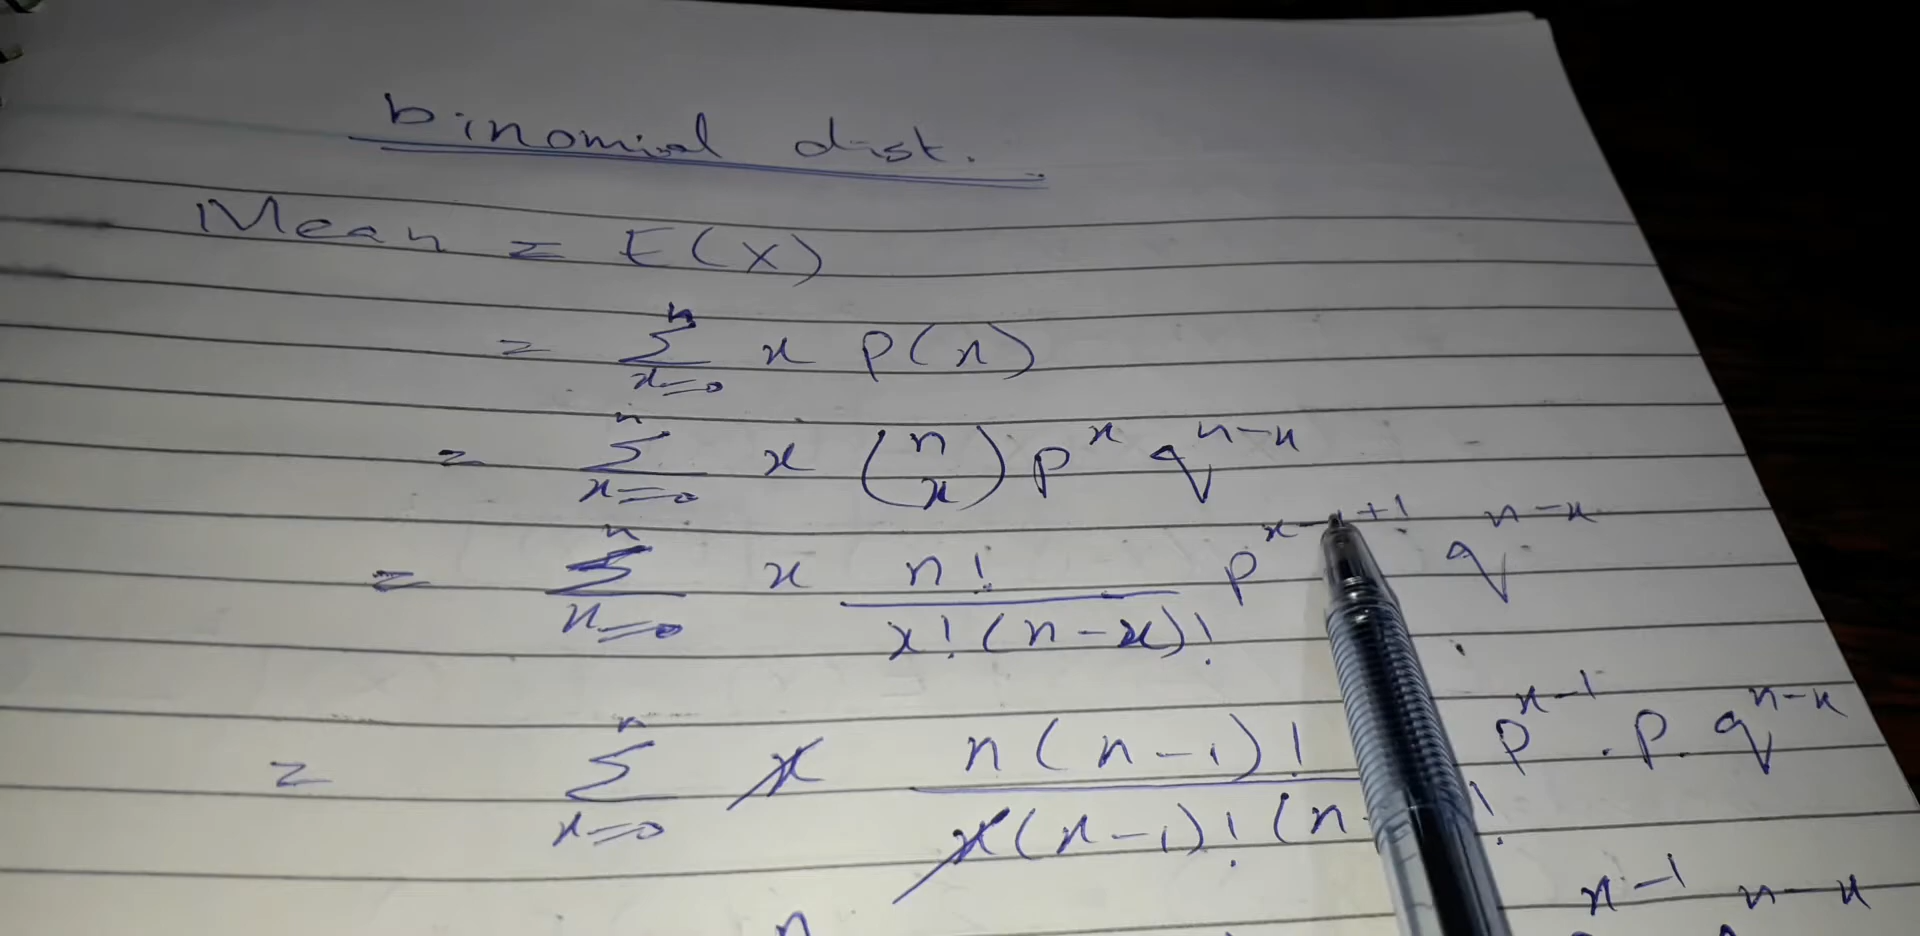 binomial dist.
Mean = E(X)
= Σ_{x=0}^{n} x p(x)
= Σ_{x=0}^{n} x (n x) p^x q^{n-x}
= Σ_{x=0}^{n} x n! / x!(n-x)! p^{x-1+1} q^{n-x}
= Σ_{x=0}^{n} x n(n-1)! / x(x-1)!(n- ! p^{x-1} . p . q^{n-x}
n x-1 n-x